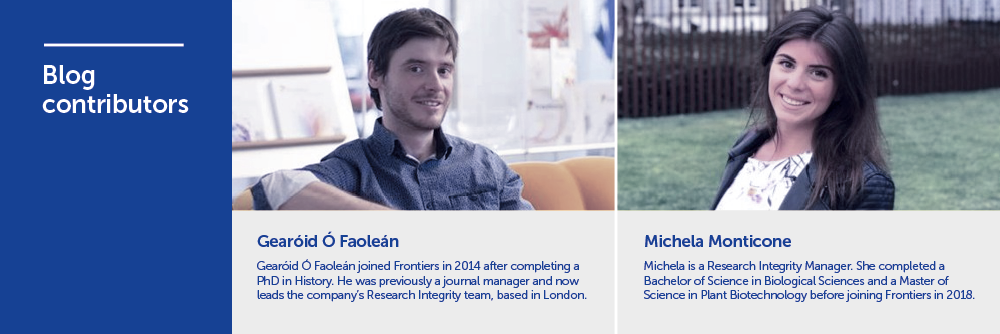 Blog
contributors
Gearóid Ó Faoleán
Gearóid Ó Faoleán joined Frontiers in 2014 after completing a
PhD in History. He was previously a journal manager and now
leads the company's Research Integrity team, based in London.
Michela Monticone
Michela is a Research Integrity Manager. She completed a
Bachelor of Science in Biological Sciences and a Master of
Science in Plant Biotechnology before joining Frontiers in 2018.